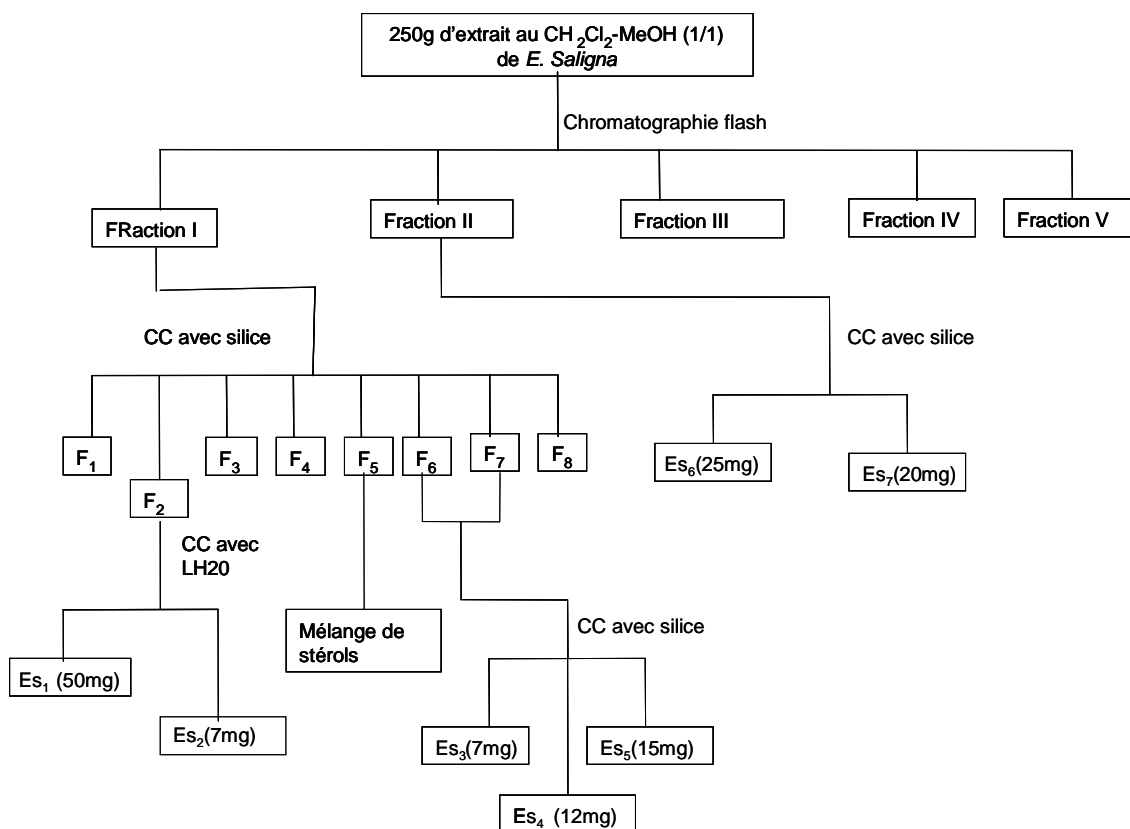 250g d'extrait au CH2Cl2-MeOH (1/1)
de E. Saligna
Chromatographie flash
FRaction I
Fraction II
Fraction III
Fraction IV
Fraction V
CC avec silice
CC avec silice
F1
F2
F3
F4
F5
F6
F7
F8
Es6(25mg)
Es7(20mg)
CC avec
LH20
Mélange de
stérols
CC avec silice
Es1 (50mg)
Es2(7mg)
Es3(7mg)
Es5(15mg)
Es4 (12mg)